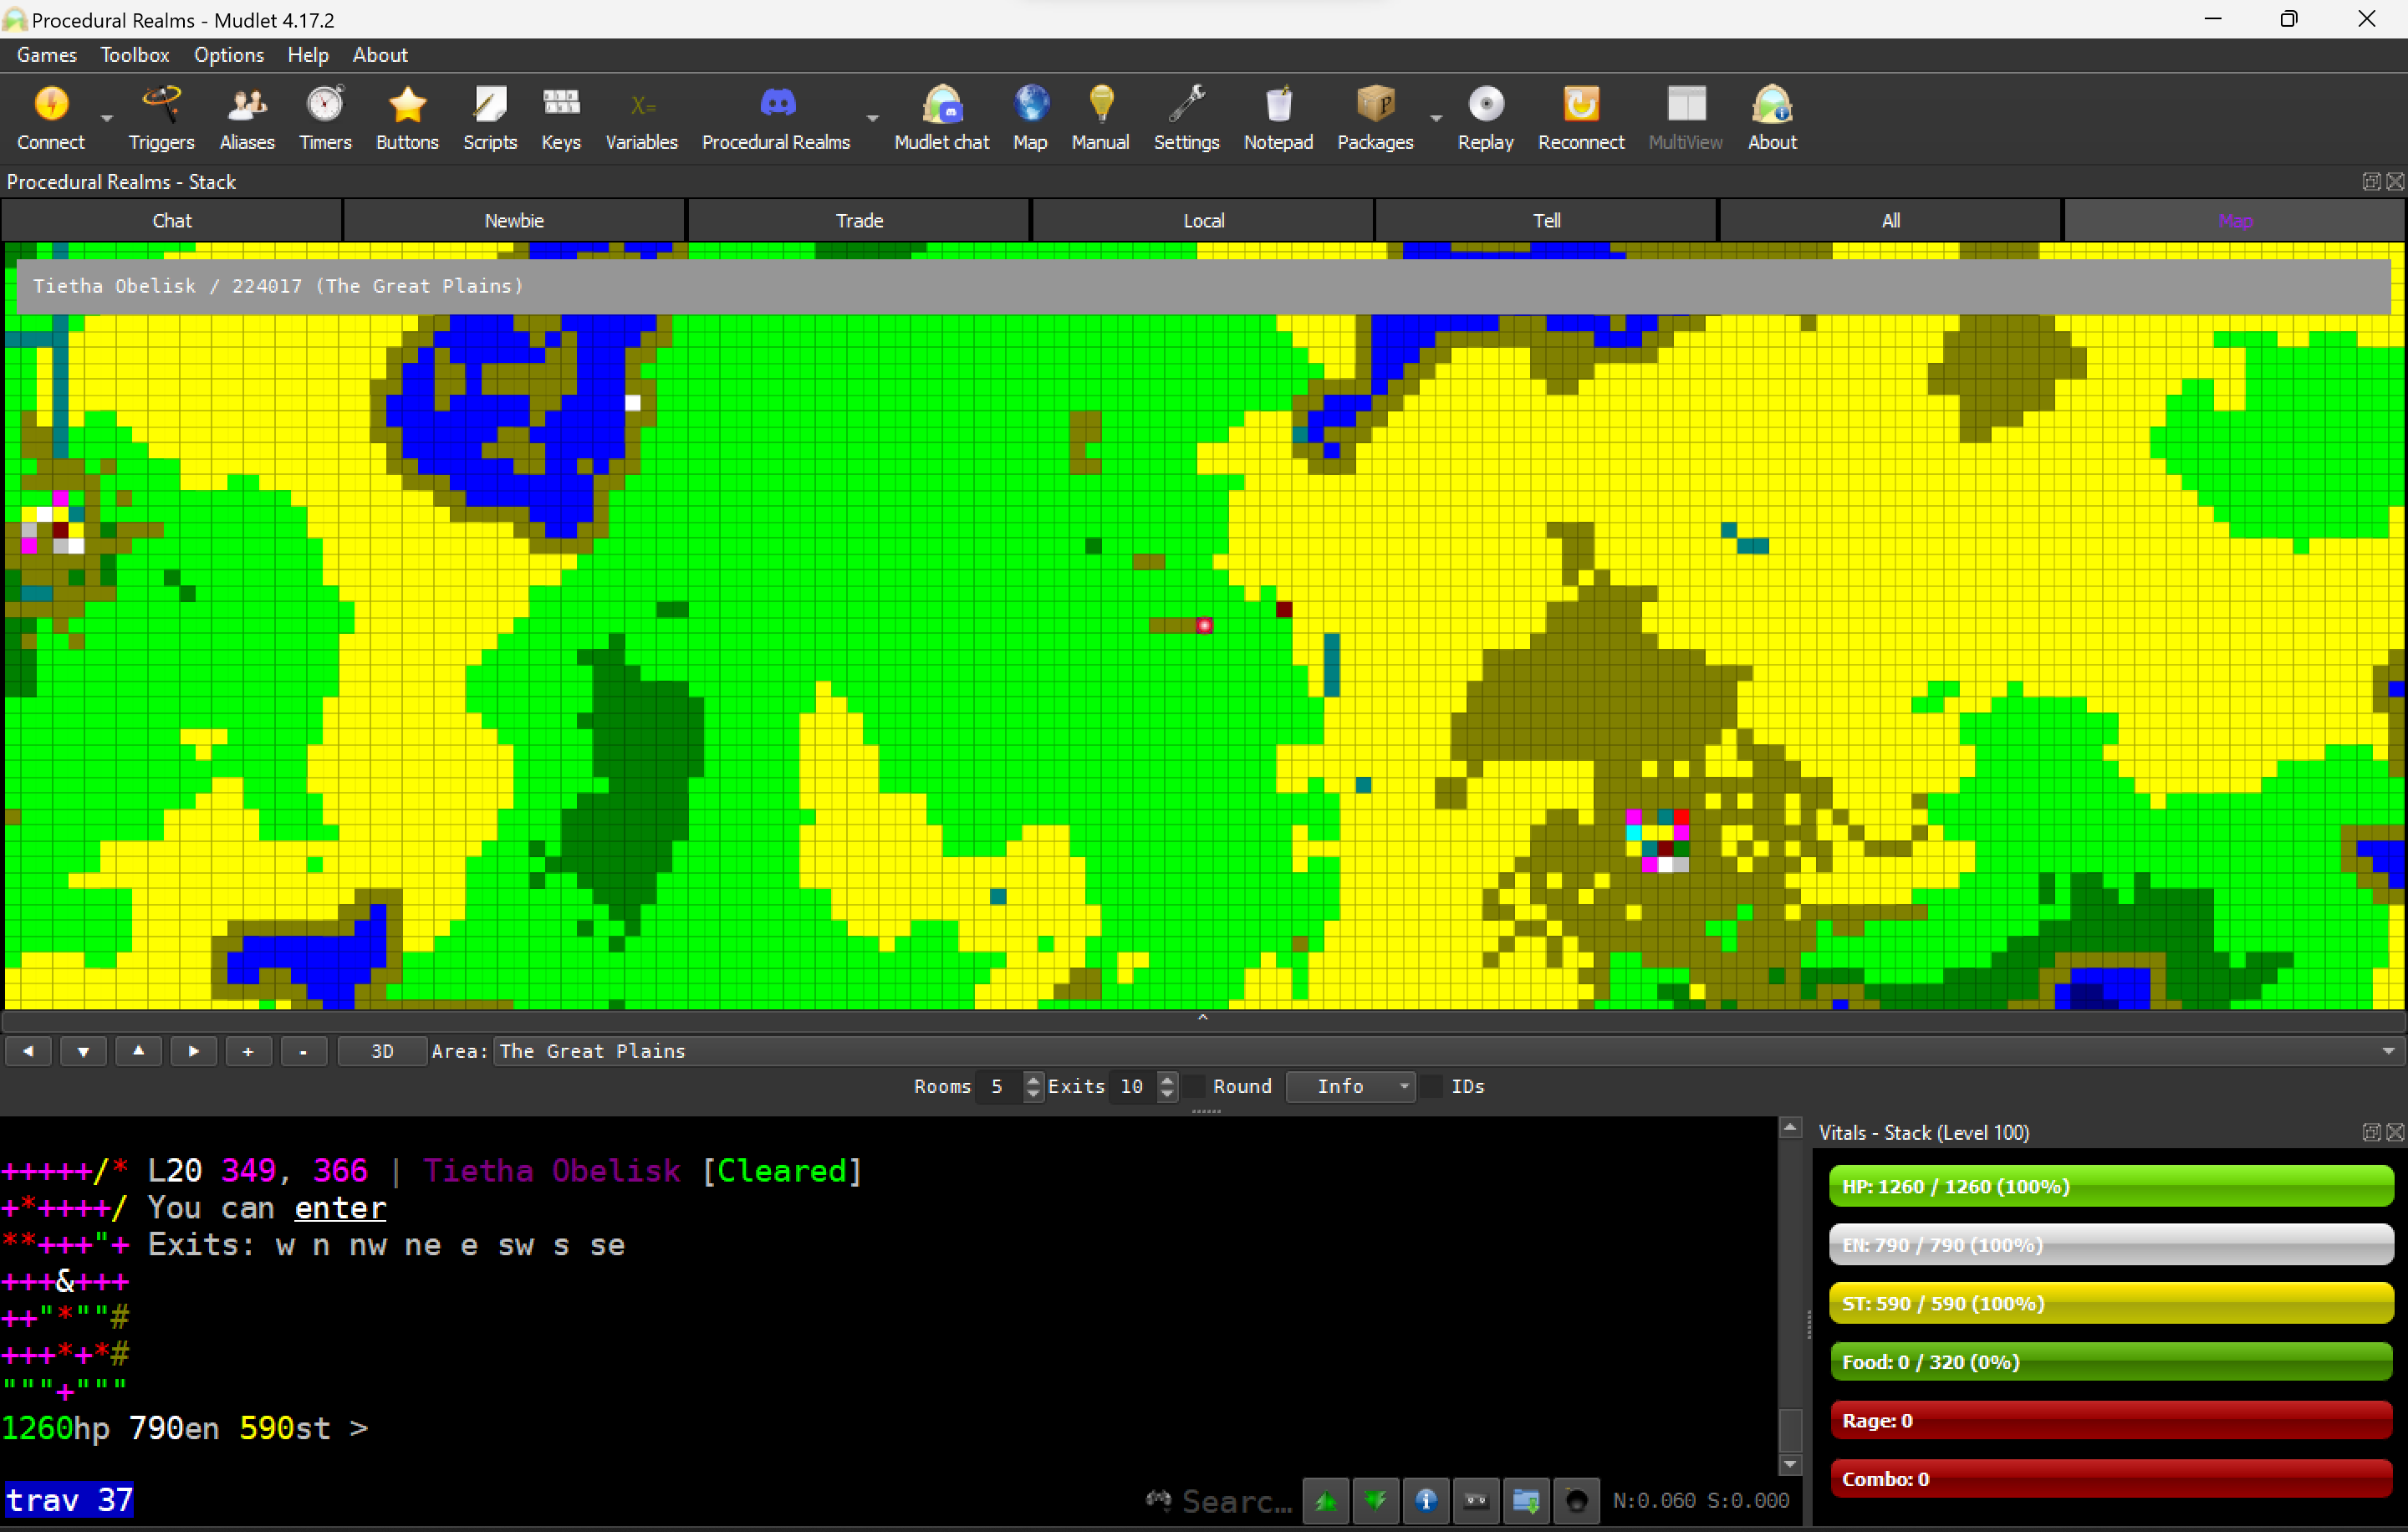 Procedural Realms - Mudlet 4.17.2
Games Toolbox Options Help About
Connect Triggers Aliases Timers Buttons Scripts Keys Variables Procedural Realms Mudlet chat Map Manual Settings Notepad Packages Replay Reconnect MultiView About
Procedural Realms - Stack
Chat Newbie Trade Local Tell All Map
Tietha Obelisk / 224017 (The Great Plains)
+ - 3D Area: The Great Plains
Rooms 5 Exits 10 Round Info IDs
Vitals - Stack (Level 100)
+++++/* L20 349, 366 | Tietha Obelisk [Cleared]
+*++++/ You can enter
**+++"+ Exits: w n nw ne e sw s se
+++&+++
++"*""#
+++*+*#
"""+"""
1260hp 790en 590st >
trav 37
Searc... N:0.060 S:0.000
HP: 1260 / 1260 (100%)
EN: 790 / 790 (100%)
ST: 590 / 590 (100%)
Food: 0 / 320 (0%)
Rage: 0
Combo: 0